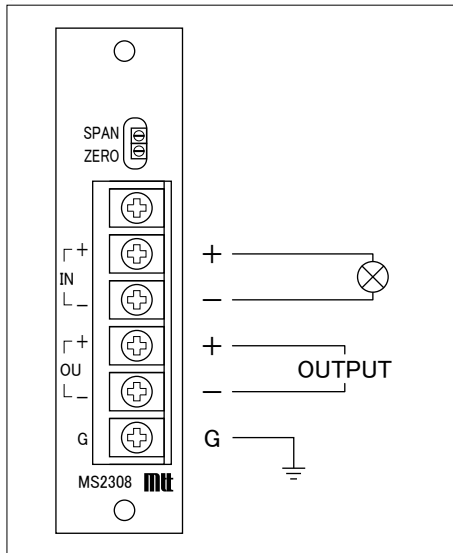 SPAN
ZERO
+ +
IN
− −
+ +
OU OUTPUT
− −
G G
MS2308 mtt